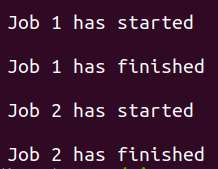 Job 1 has started
Job 1 has finished
Job 2 has started
Job 2 has finished